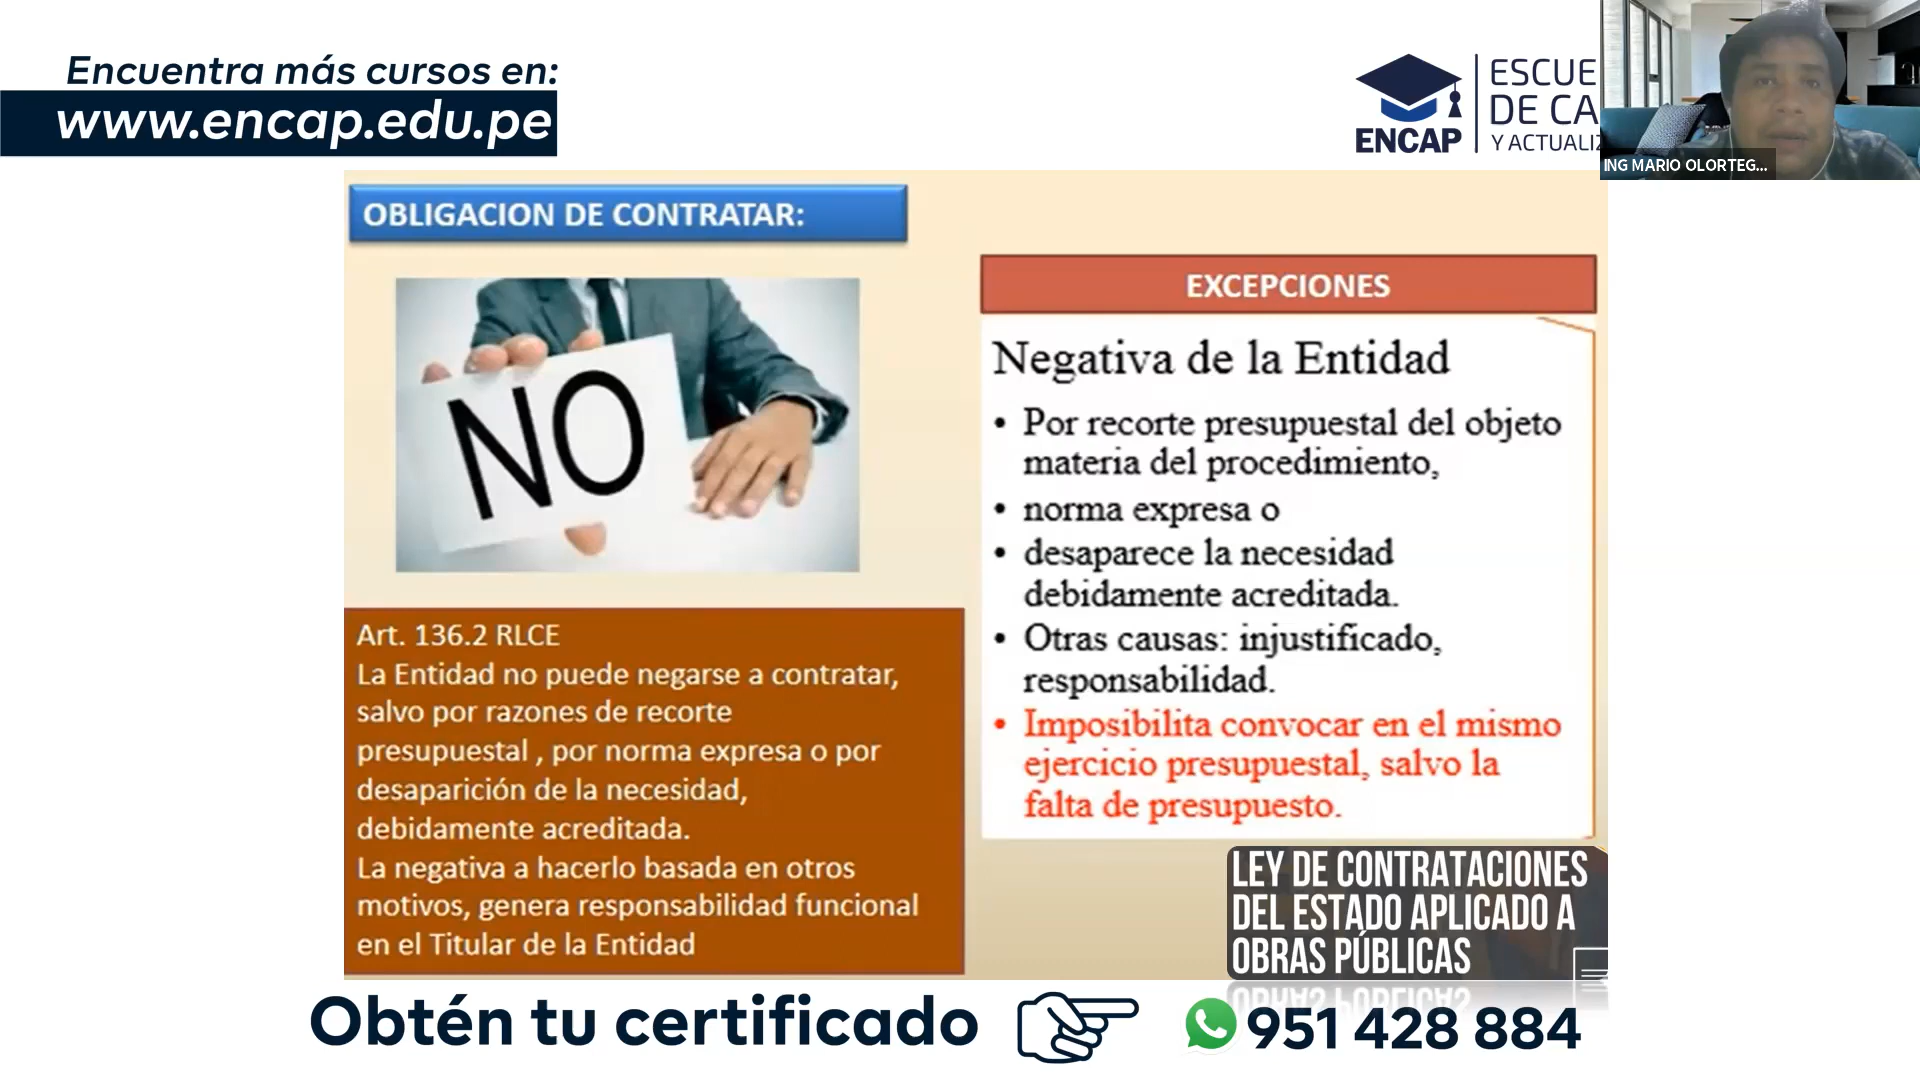 Encuentra más cursos en:
www.encap.edu.pe
ENCAP
ESCUE
DE CA
Y ACTUALIZ
ING MARIO OLORTEG...
OBLIGACION DE CONTRATAR:
NO
Art. 136.2 RLCE
La Entidad no puede negarse a contratar,
salvo por razones de recorte
presupuestal , por norma expresa o por
desaparición de la necesidad,
debidamente acreditada.
La negativa a hacerlo basada en otros
motivos, genera responsabilidad funcional
en el Titular de la Entidad
EXCEPCIONES
Negativa de la Entidad
• Por recorte presupuestal del objeto
materia del procedimiento,
• norma expresa o
• desaparece la necesidad
debidamente acreditada.
• Otras causas: injustificado,
responsabilidad.
• Imposibilita convocar en el mismo
ejercicio presupuestal, salvo la
falta de presupuesto.
LEY DE CONTRATACIONES
DEL ESTADO APLICADO A
OBRAS PÚBLICAS
Obtén tu certificado
951 428 884